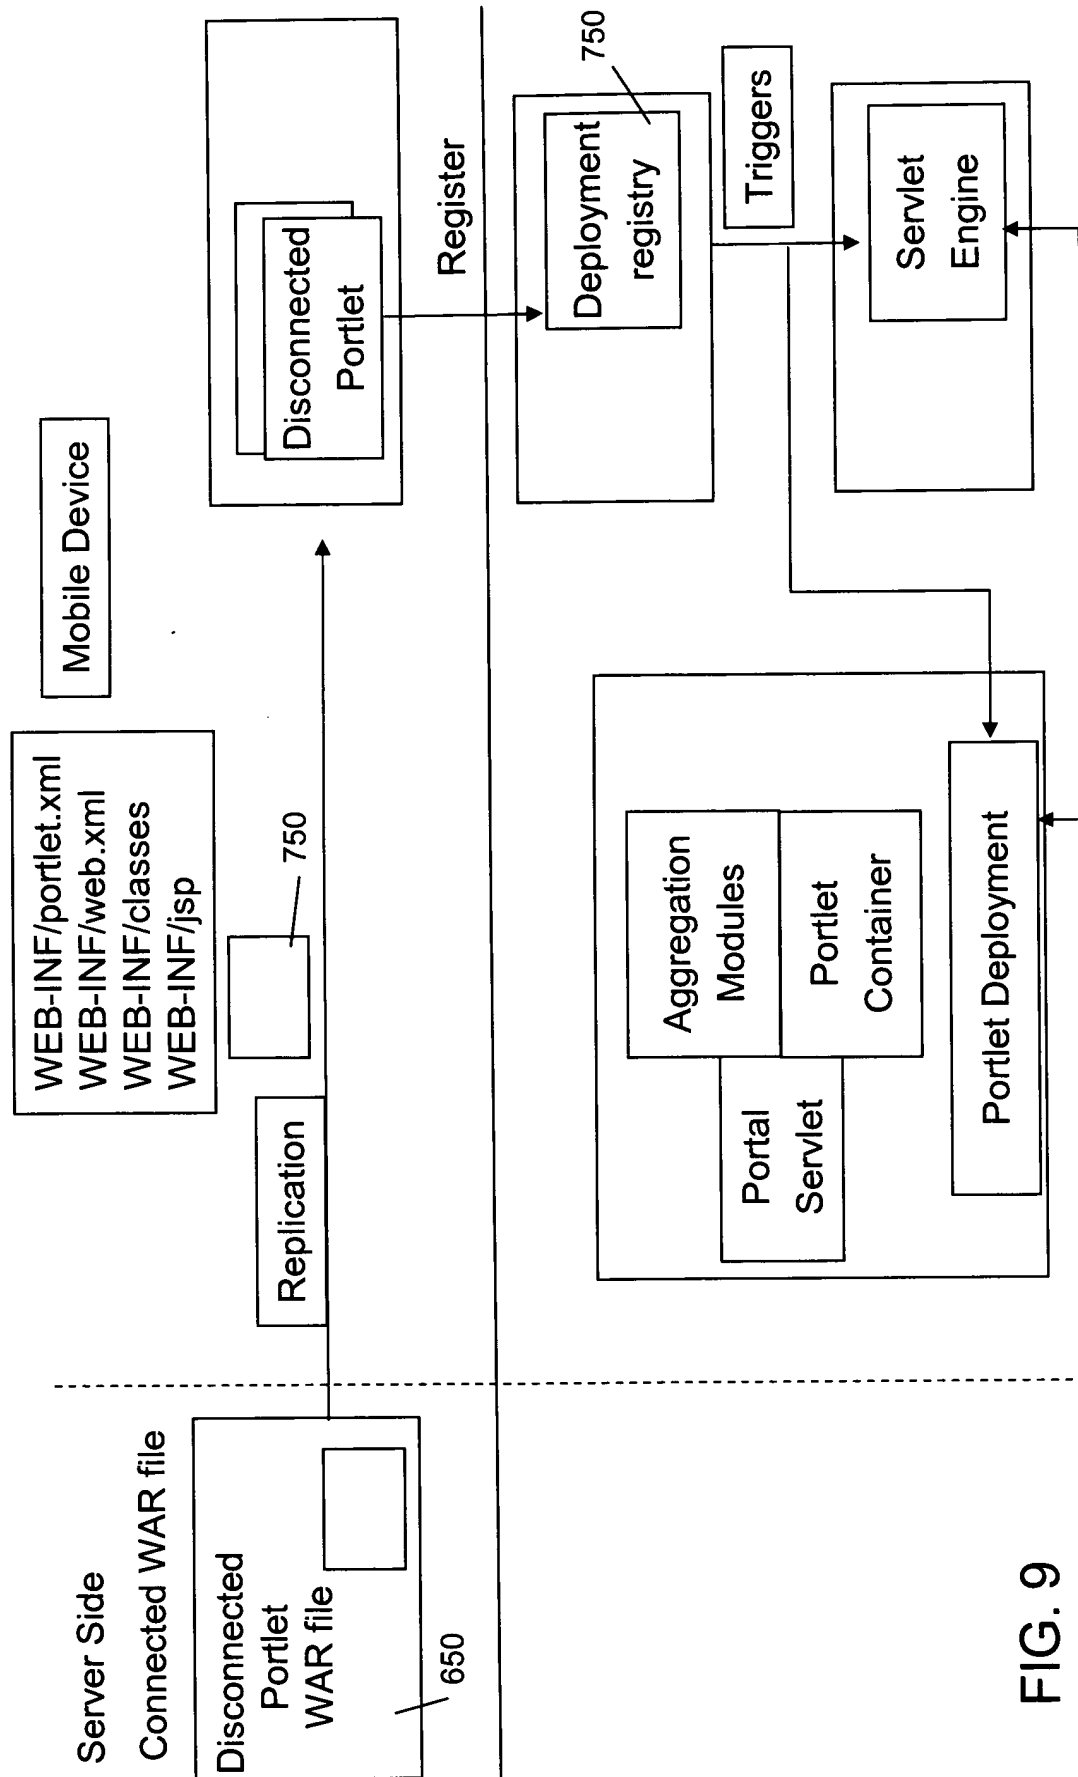 Server Side
Connected WAR file
Disconnected
Portlet
WAR file
650
Replication
WEB-INF/portlet.xml
WEB-INF/web.xml
WEB-INF/classes
WEB-INF/jsp
750
Mobile Device
Disconnected
Portlet
Register
Deployment
registry
750
Triggers
Servlet
Engine
Aggregation
Modules
Portlet
Container
Portal
Servlet
Portlet Deployment
FIG. 9